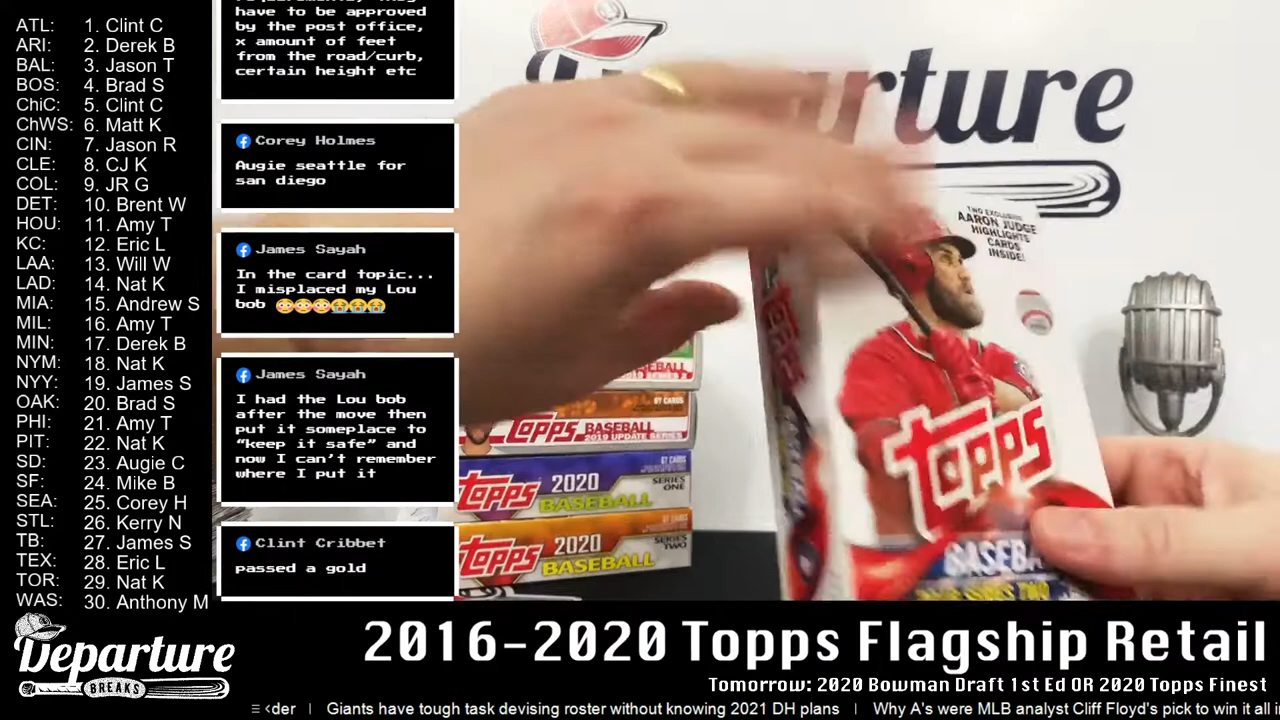 ATL: 1. Clint C
ARI: 2. Derek B
BAL: 3. Jason T
BOS: 4. Brad S
ChiC: 5. Clint C
ChWS: 6. Matt K
CIN: 7. Jason R
CLE: 8. CJ K
COL: 9. JR G
DET: 10. Brent W
HOU: 11. Amy T
KC: 12. Eric L
LAA: 13. Will W
LAD: 14. Nat K
MIA: 15. Andrew S
MIL: 16. Amy T
MIN: 17. Derek B
NYM: 18. Nat K
NYY: 19. James S
OAK: 20. Brad S
PHI: 21. Amy T
PIT: 22. Nat K
SD: 23. Augie C
SF: 24. Mike B
SEA: 25. Corey H
STL: 26. Kerry N
TB: 27. James S
TEX: 28. Eric L
TOR: 29. Nat K
WAS: 30. Anthony M
have to be approved
by the post office,
x amount of feet
from the road/curb,
certain height etc
Corey Holmes
Augie seattle for
san diego
James Sayah
In the card topic...
I misplaced my Lou
bob 😳😳😳😭😭😭
James Sayah
I had the Lou bob
after the move then
put it someplace to
“keep it safe” and
now I can’t remember
where I put it
Clint Cribbet
passed a gold
TWO EXCLUSIVE
AARON JUDGE
HIGHLIGHTS
CARDS
INSIDE!
topps
67 CARDS
topps BASEBALL
2019 UPDATE SERIES
67 CARDS
topps 2020 BASEBALL
SERIES ONE
67 CARDS
topps 2020 BASEBALL
SERIES TWO
Departure
BREAKS
2016-2020 Topps Flagship Retail
Tomorrow: 2020 Bowman Draft 1st Ed OR 2020 Topps Finest
der | Giants have tough task devising roster without knowing 2021 DH plans | Why A's were MLB analyst Cliff Floyd's pick to win it all i